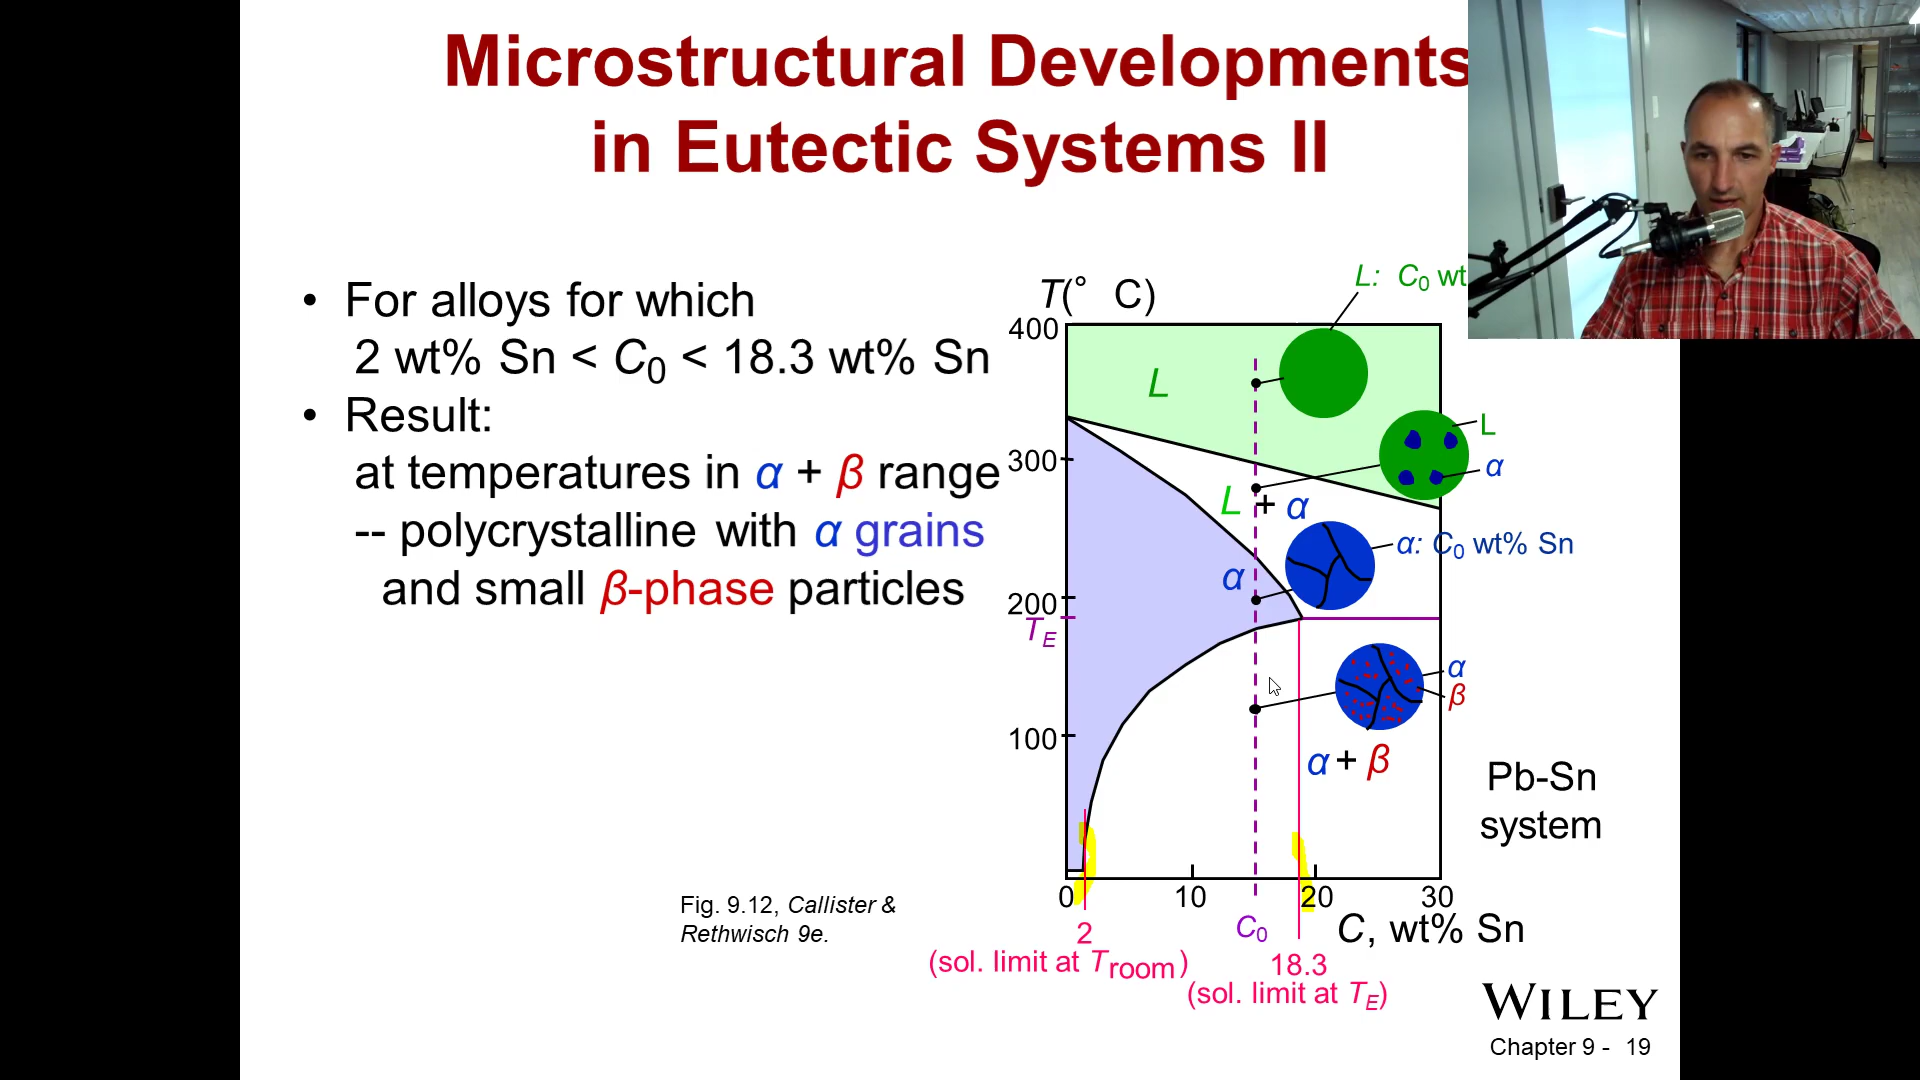 Microstructural Developments
in Eutectic Systems II
• For alloys for which
2 wt% Sn < C0 < 18.3 wt% Sn
• Result:
at temperatures in α + β range
-- polycrystalline with α grains
and small β-phase particles
T(° C)
L: C0 wt
400
L
L
α
300
L + α
α: C0 wt% Sn
α
200
TE
α
β
100
α + β
Pb-Sn
system
0
10
20
30
C0
C, wt% Sn
2
(sol. limit at Troom)
18.3
(sol. limit at TE)
Fig. 9.12, Callister &
Rethwisch 9e.
WILEY
Chapter 9 - 19